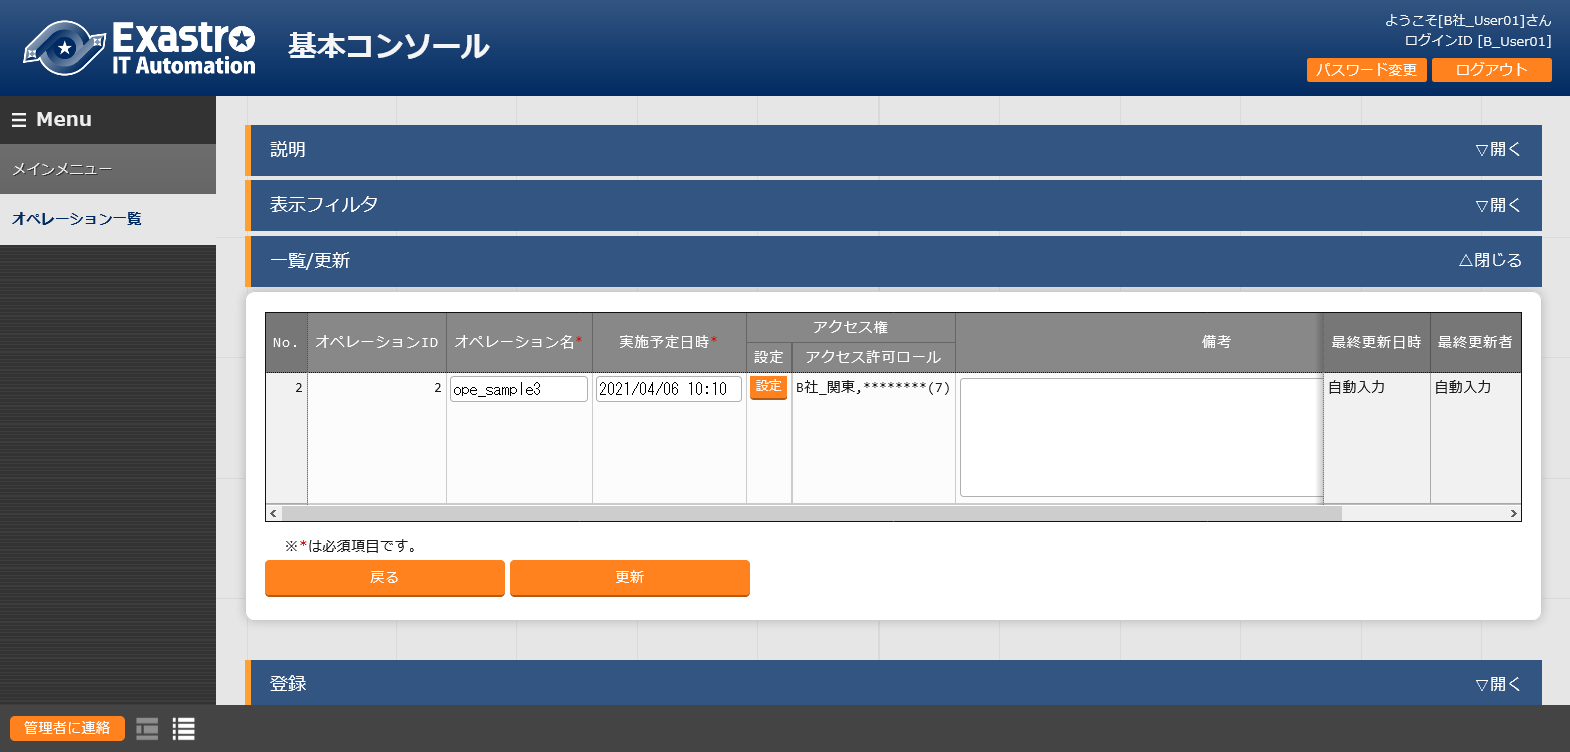 Exastro
IT Automation
基本コンソール
ようこそ[B社_User01]さん
ログインID [B_User01]
パスワード変更 ログアウト
Menu
メインメニュー
オペレーション一覧
説明 ▽開く
表示フィルタ ▽開く
一覧/更新 △閉じる
No. オペレーションID オペレーション名* 実施予定日時* アクセス権 備考 最終更新日時 最終更新者
設定 アクセス許可ロール
2 2 ope_sample3 2021/04/06 10:10 設定 B社_関東,********(7) 自動入力 自動入力
※*は必須項目です。
戻る 更新
登録 ▽開く
管理者に連絡